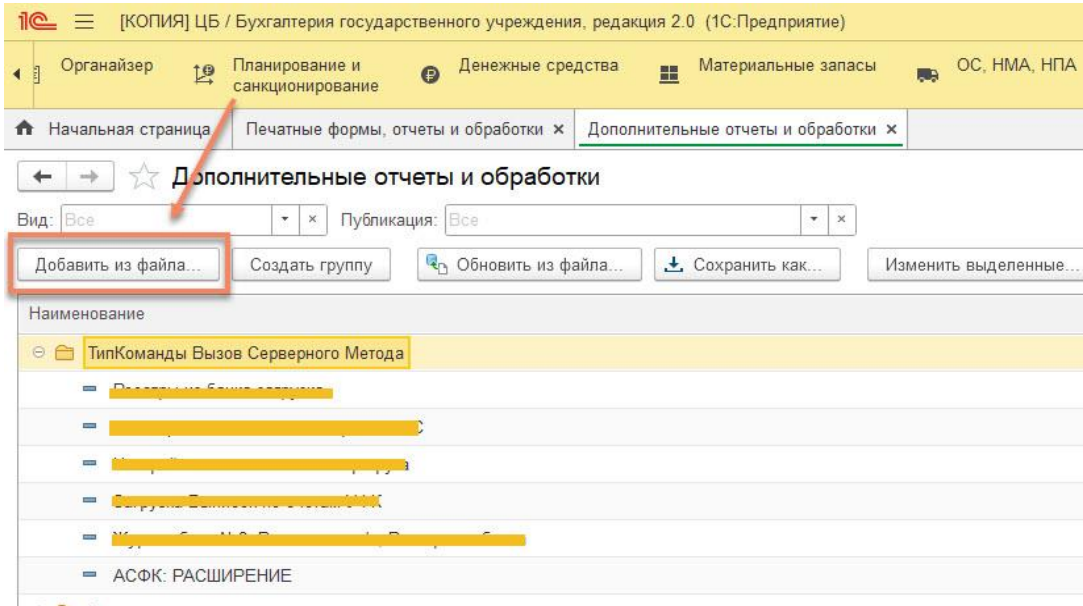 1С [КОПИЯ] ЦБ / Бухгалтерия государственного учреждения, редакция 2.0 (1С:Предприятие)
Органайзер Планирование и санкционирование Денежные средства Материальные запасы ОС, НМА, НПА
Начальная страница Печатные формы, отчеты и обработки × Дополнительные отчеты и обработки ×
Дополнительные отчеты и обработки
Вид: Все Публикация: Все
Добавить из файла... Создать группу Обновить из файла... Сохранить как... Изменить выделенные...
Наименование
ТипКоманды Вызов Серверного Метода
АСФК: РАСШИРЕНИЕ